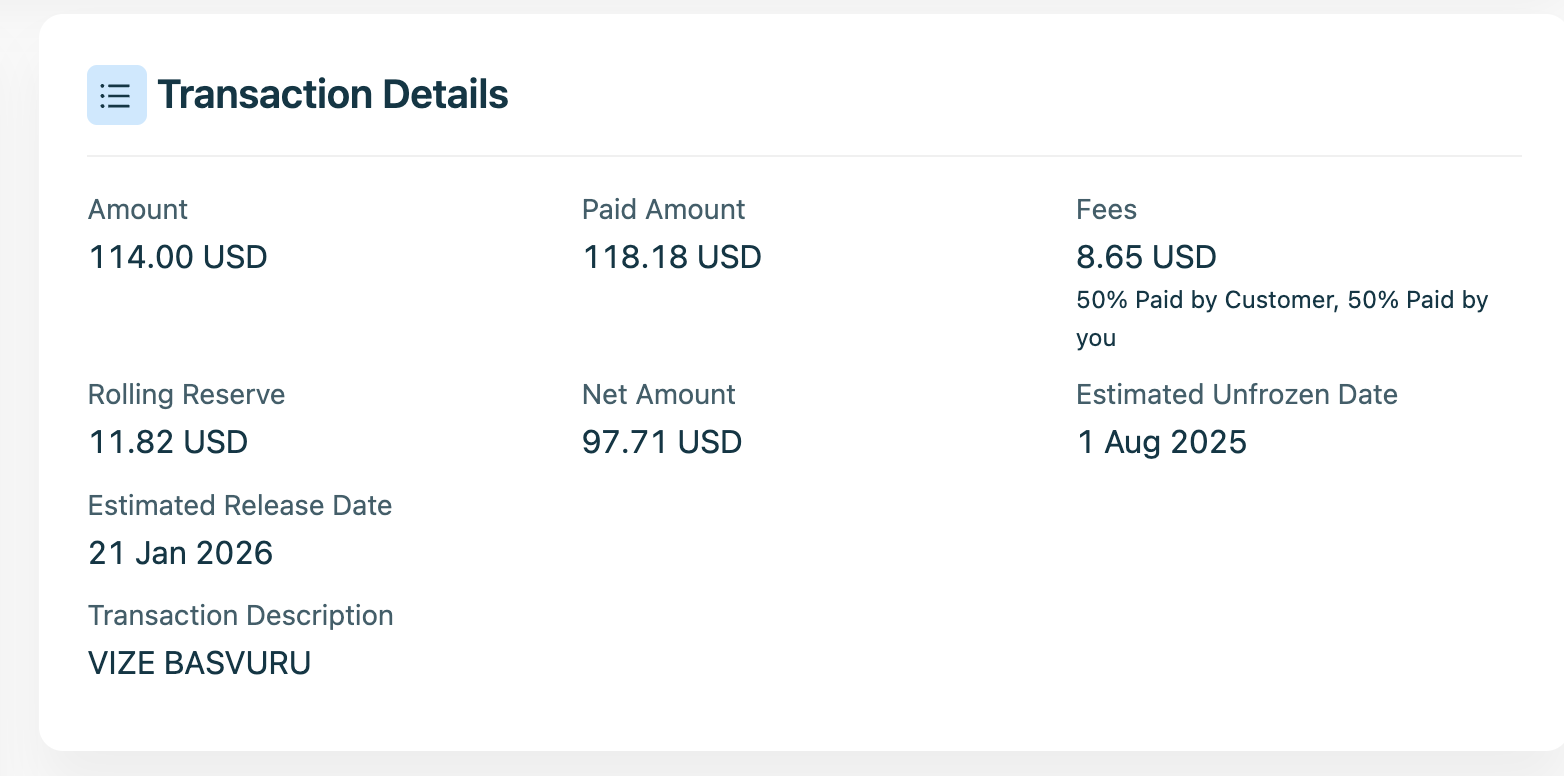 Transaction Details
Amount
114.00 USD
Paid Amount
118.18 USD
Fees
8.65 USD
50% Paid by Customer, 50% Paid by
you
Rolling Reserve
11.82 USD
Net Amount
97.71 USD
Estimated Unfrozen Date
1 Aug 2025
Estimated Release Date
21 Jan 2026
Transaction Description
VIZE BASVURU